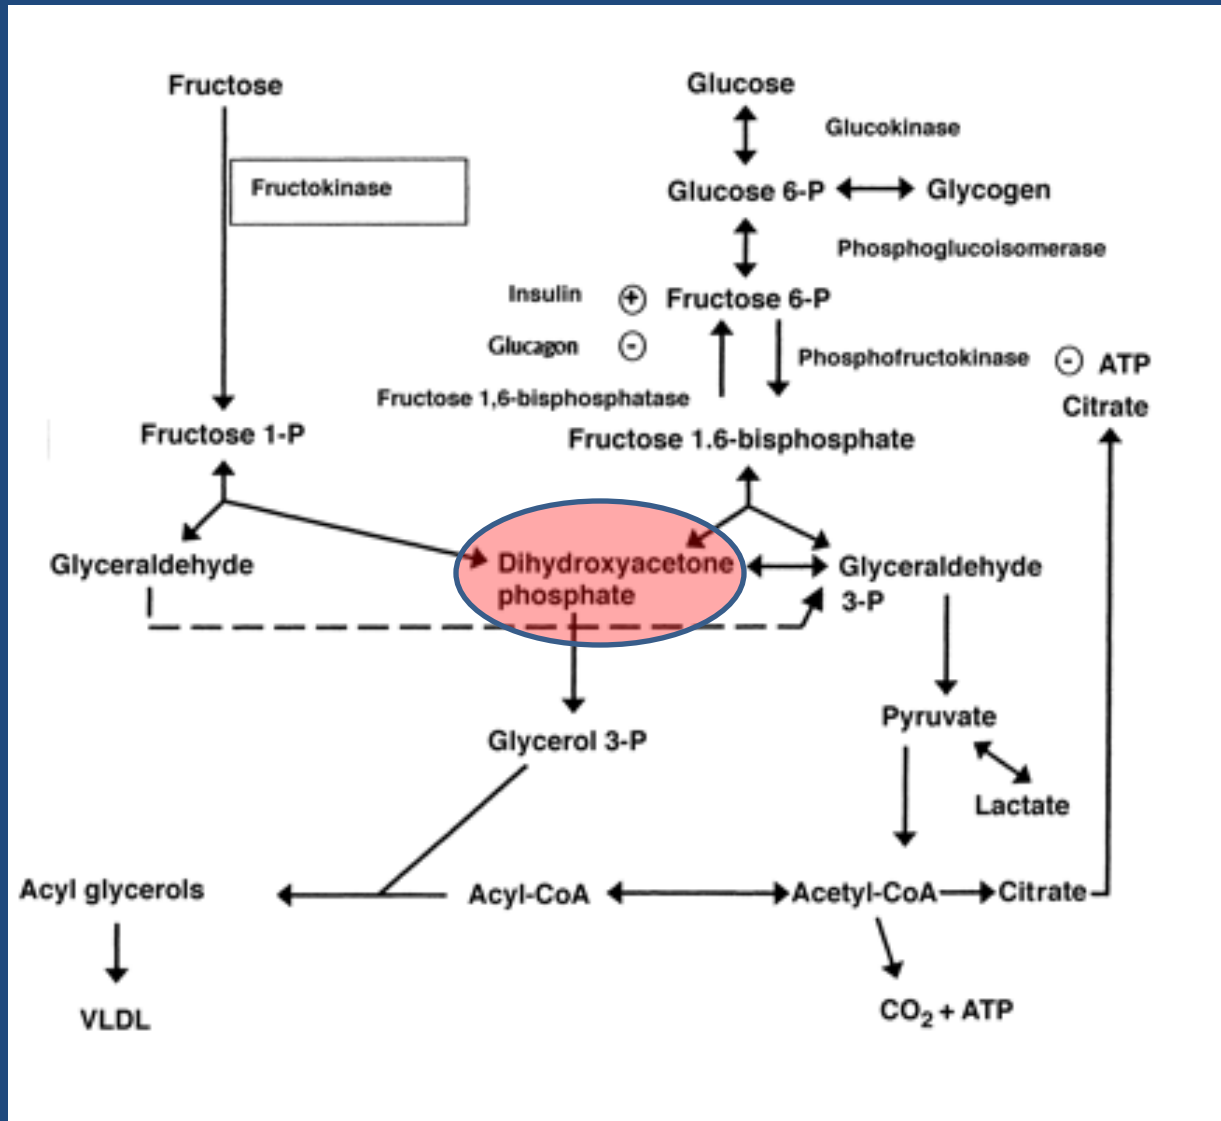 Fructose
Glucose
Glucokinase
Fructokinase
Glucose 6-P
Glycogen
Phosphoglucoisomerase
Insulin
+
Fructose 6-P
Glucagon
-
Phosphofructokinase
-
ATP
Fructose 1,6-bisphosphatase
Citrate
Fructose 1-P
Fructose 1.6-bisphosphate
Glyceraldehyde
Dihydroxyacetone
phosphate
Glyceraldehyde
3-P
Pyruvate
Glycerol 3-P
Lactate
Acyl glycerols
Acyl-CoA
Acetyl-CoA
Citrate
VLDL
CO₂ + ATP